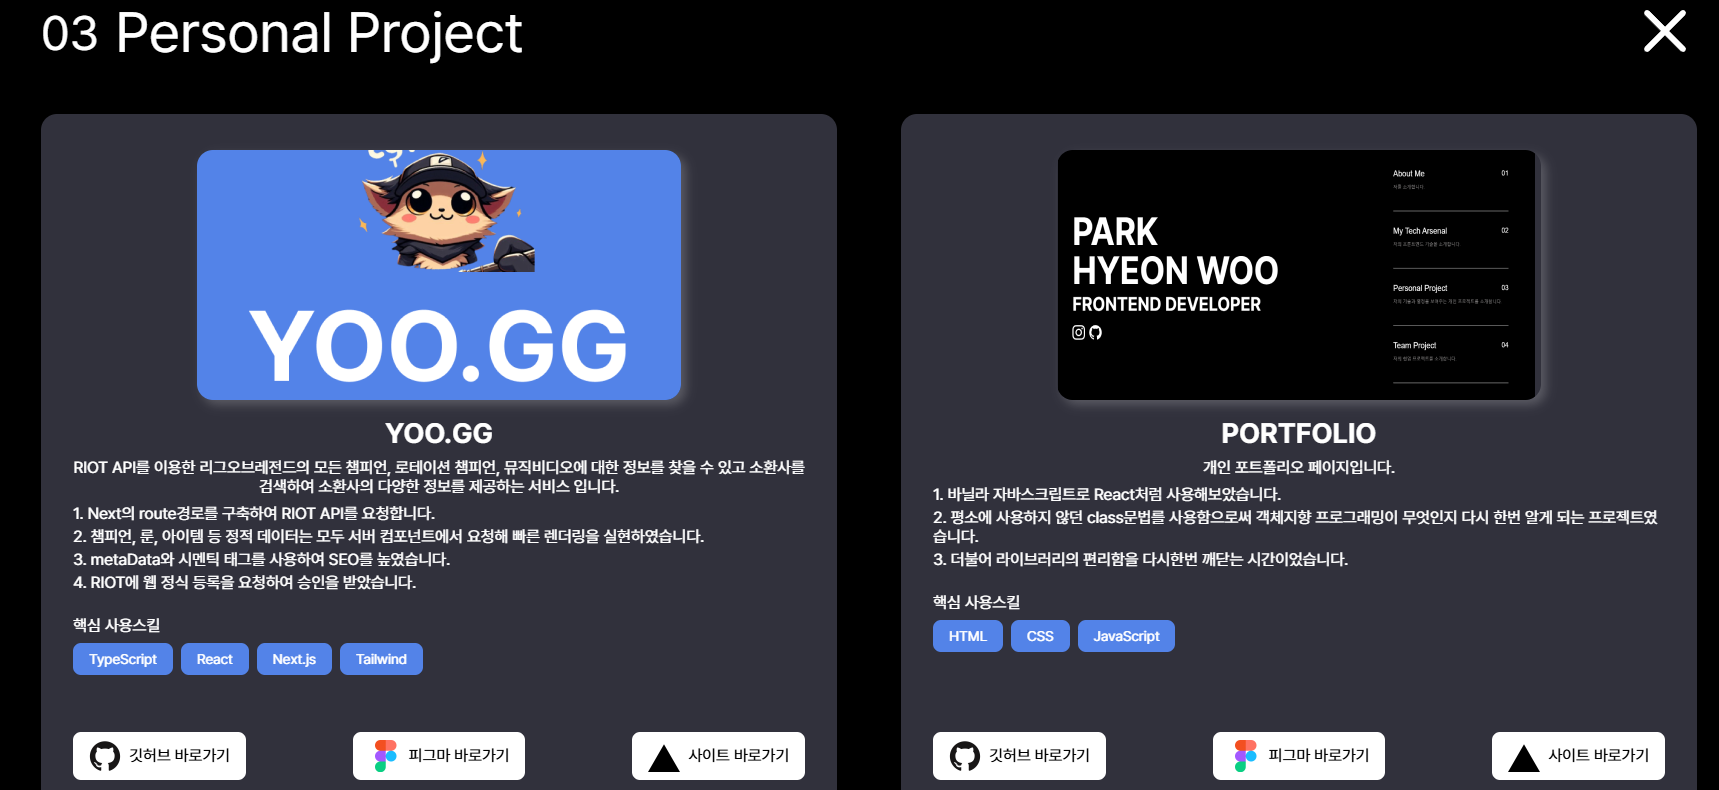 03 Personal Project
YOO.GG
YOO.GG
RIOT API를 이용한 리그오브레전드의 모든 챔피언, 로테이션 챔피언, 뮤직비디오에 대한 정보를 찾을 수 있고 소환사를
검색하여 소환사의 다양한 정보를 제공하는 서비스 입니다.
1. Next의 route경로를 구축하여 RIOT API를 요청합니다.
2. 챔피언, 룬, 아이템 등 정적 데이터는 모두 서버 컴포넌트에서 요청해 빠른 렌더링을 실현하였습니다.
3. metaData와 시멘틱 태그를 사용하여 SEO를 높였습니다.
4. RIOT에 웹 정식 등록을 요청하여 승인을 받았습니다.
핵심 사용스킬
TypeScript React Next.js Tailwind
깃허브 바로가기 피그마 바로가기 사이트 바로가기
PARK
HYEON WOO
FRONTEND DEVELOPER
About Me 01
저를 소개합니다
My Tech Arsenal 02
Personal Project 03
Team Project 04
PORTFOLIO
개인 포트폴리오 페이지입니다.
1. 바닐라 자바스크립트로 React처럼 사용해보았습니다.
2. 평소에 사용하지 않던 class문법를 사용함으로써 객체지향 프로그래밍이 무엇인지 다시 한번 알게 되는 프로젝트였
습니다.
3. 더불어 라이브러리의 편리함을 다시한번 깨닫는 시간이었습니다.
핵심 사용스킬
HTML CSS JavaScript
깃허브 바로가기 피그마 바로가기 사이트 바로가기